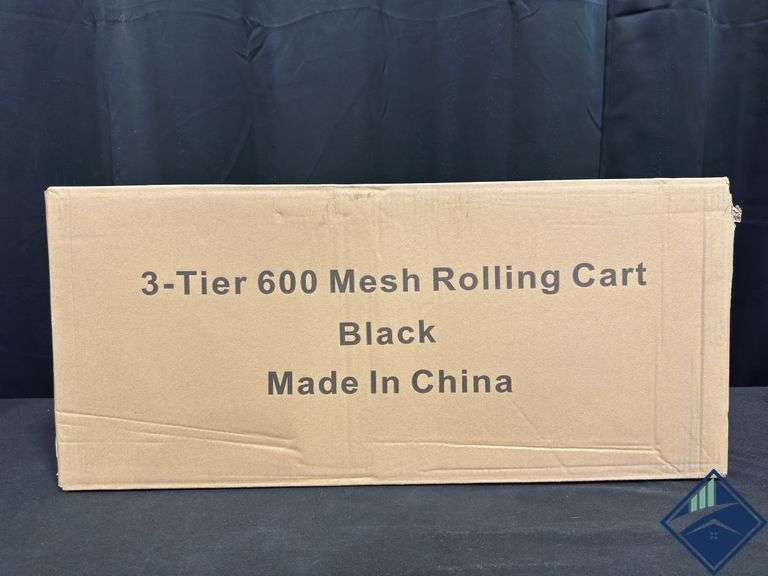 3-Tier 600 Mesh Rolling Cart
Black
Made In China